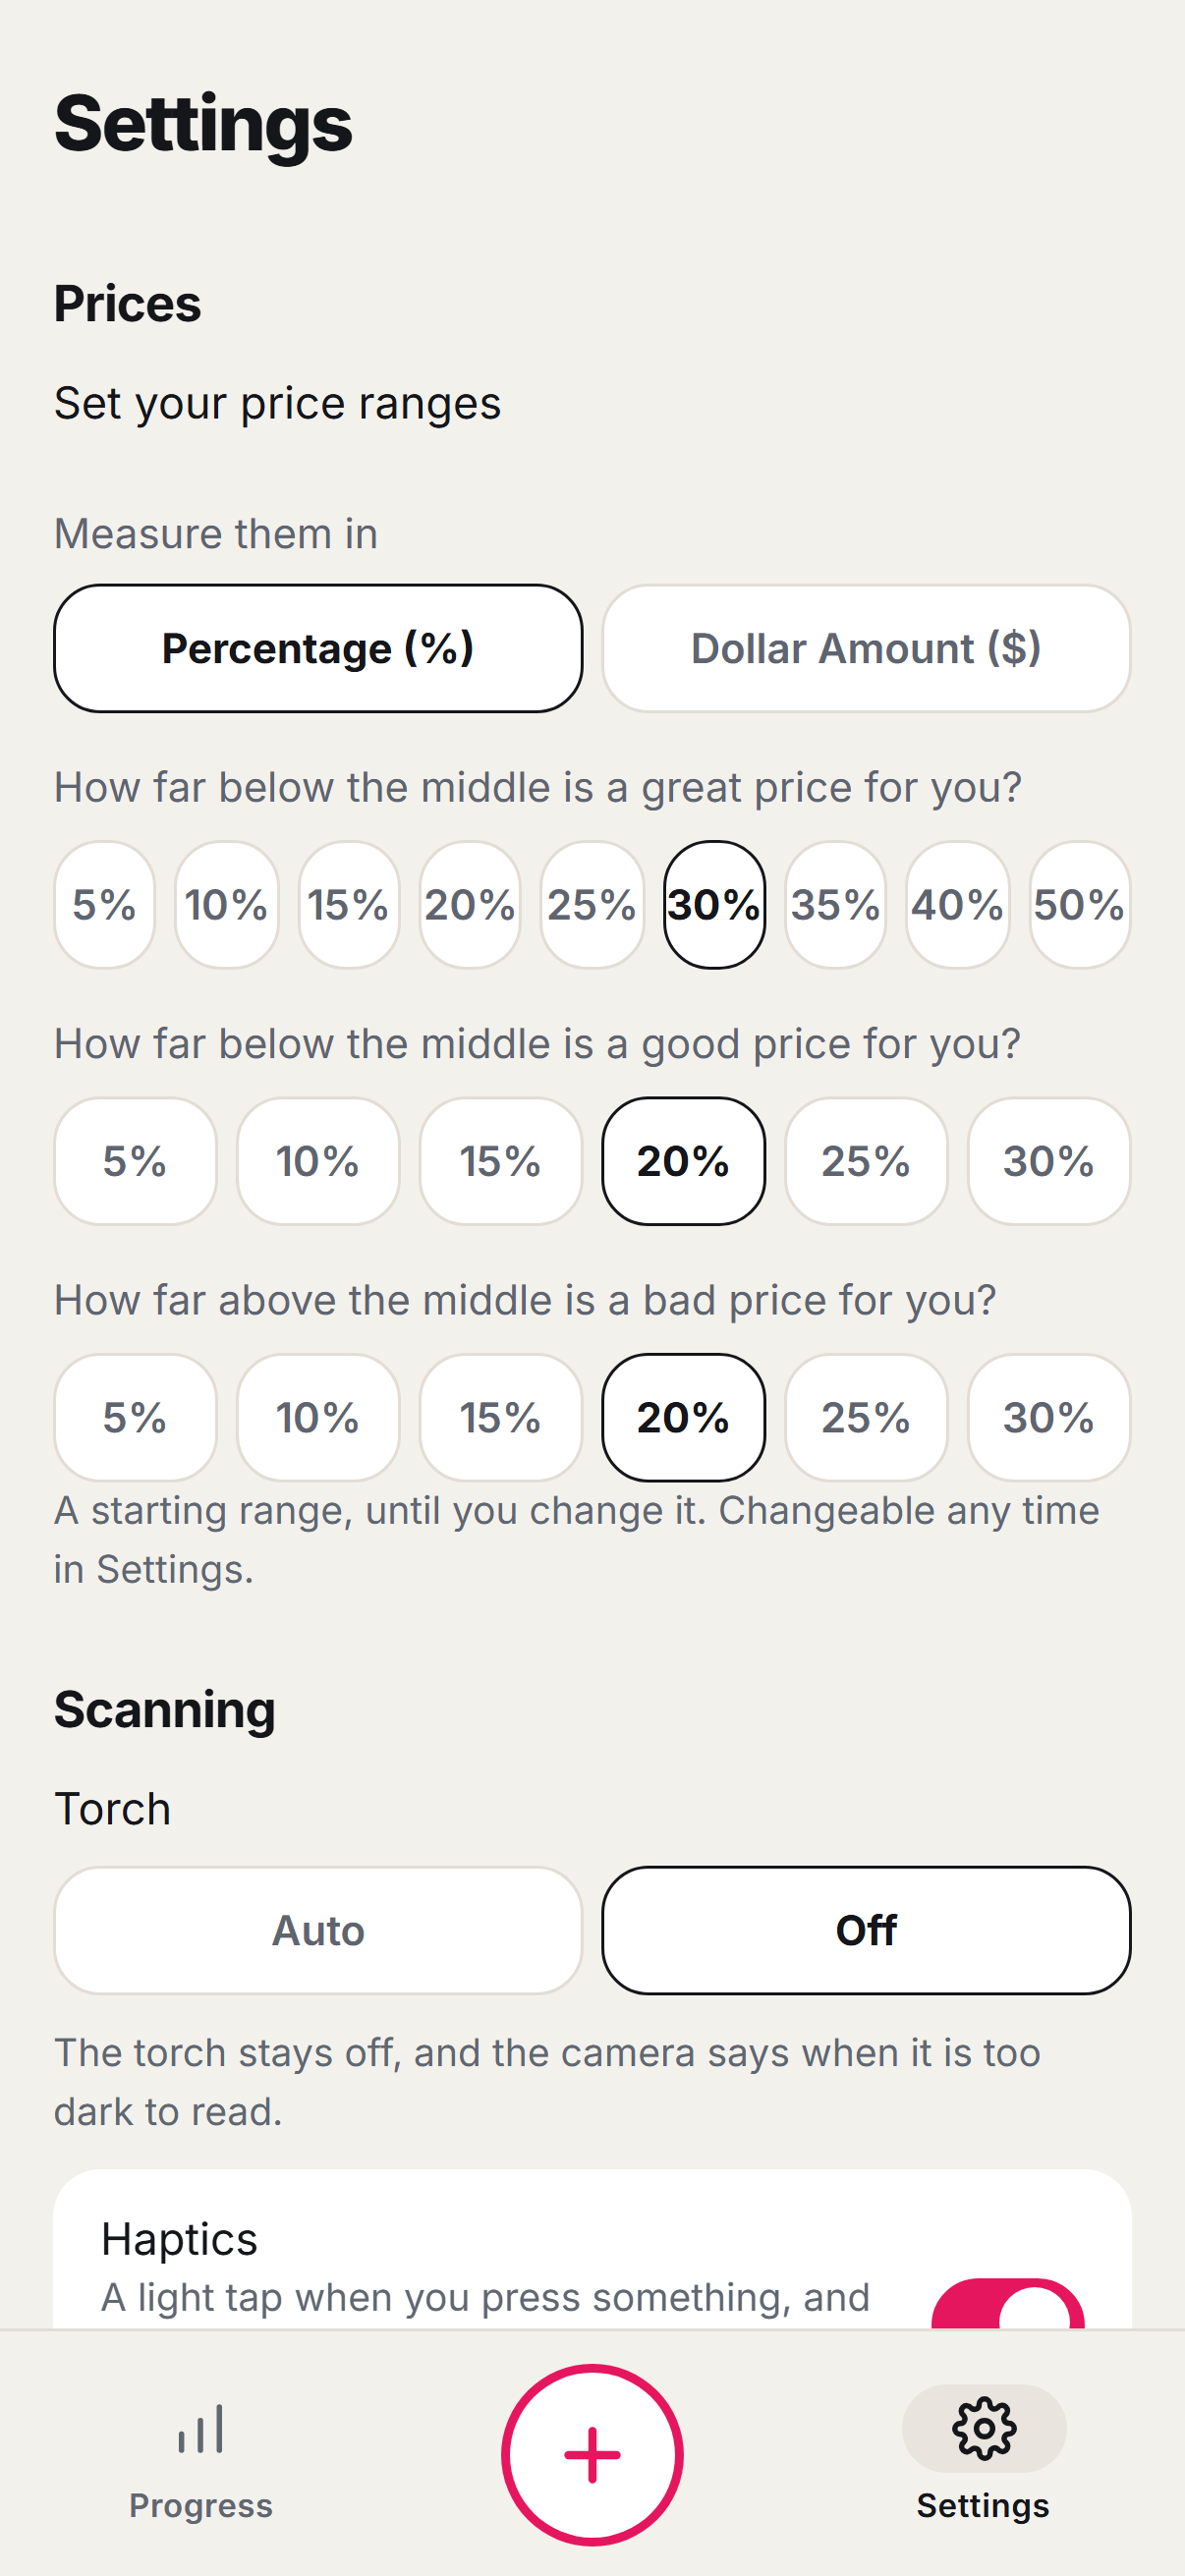 Settings
Prices
Set your price ranges
Measure them in
Percentage (%) Dollar Amount ($)
How far below the middle is a great price for you?
5% 10% 15% 20% 25% 30% 35% 40% 50%
How far below the middle is a good price for you?
5% 10% 15% 20% 25% 30%
How far above the middle is a bad price for you?
5% 10% 15% 20% 25% 30%
A starting range, until you change it. Changeable any time
in Settings.
Scanning
Torch
Auto Off
The torch stays off, and the camera says when it is too
dark to read.
Haptics
A light tap when you press something, and
Progress Settings